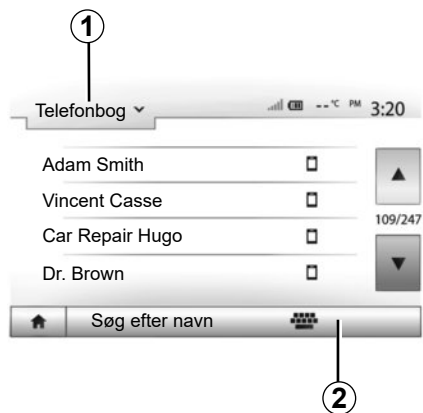 1
Telefonbog --°C PM 3:20
Adam Smith
Vincent Casse
Car Repair Hugo
109/247
Dr. Brown
Søg efter navn
2